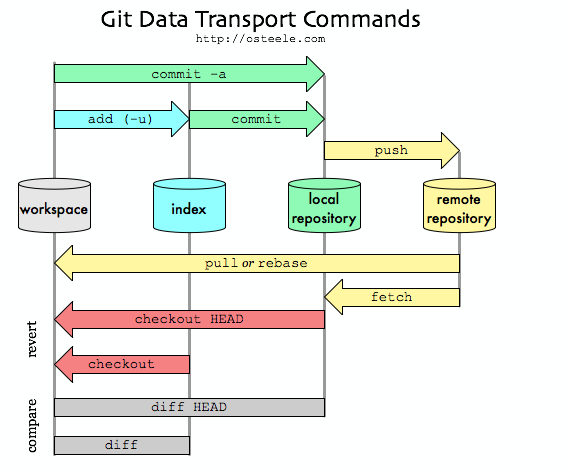 Git Data Transport Commands
http://osteele.com
commit -a
add (-u)
commit
push
workspace
index
local
repository
remote
repository
pull or rebase
fetch
revert
checkout HEAD
checkout
compare
diff HEAD
diff